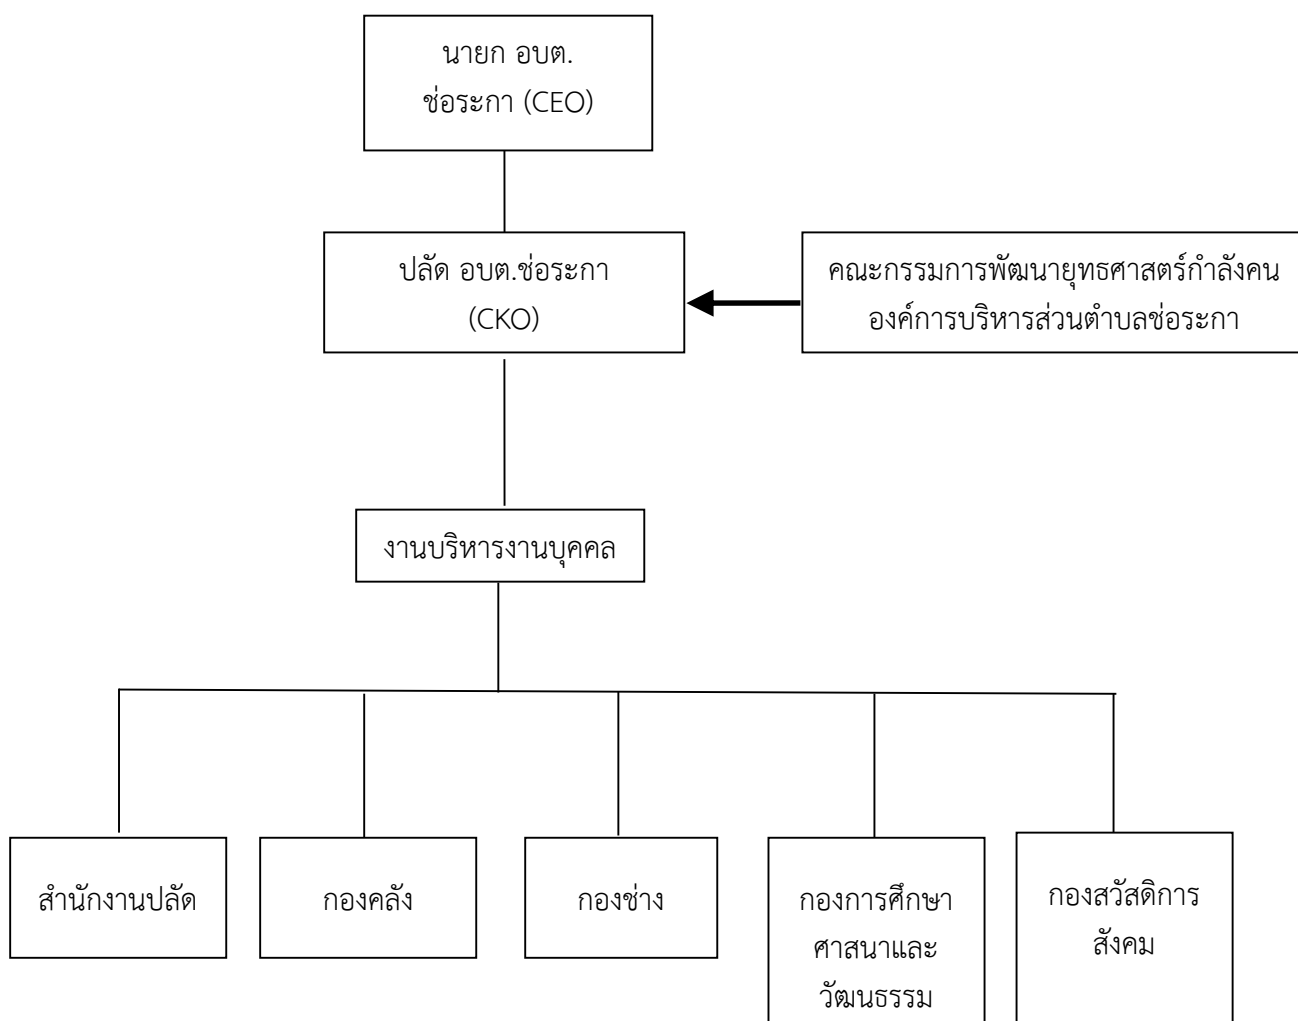 นายก อบต.
ช่อระกา (CEO)
ปลัด อบต.ช่อระกา
(CKO)
คณะกรรมการพัฒนายุทธศาสตร์กำลังคน
องค์การบริหารส่วนตำบลช่อระกา
งานบริหารงานบุคคล
สำนักงานปลัด
กองคลัง
กองช่าง
กองการศึกษา
ศาสนาและ
วัฒนธรรม
กองสวัสดิการ
สังคม